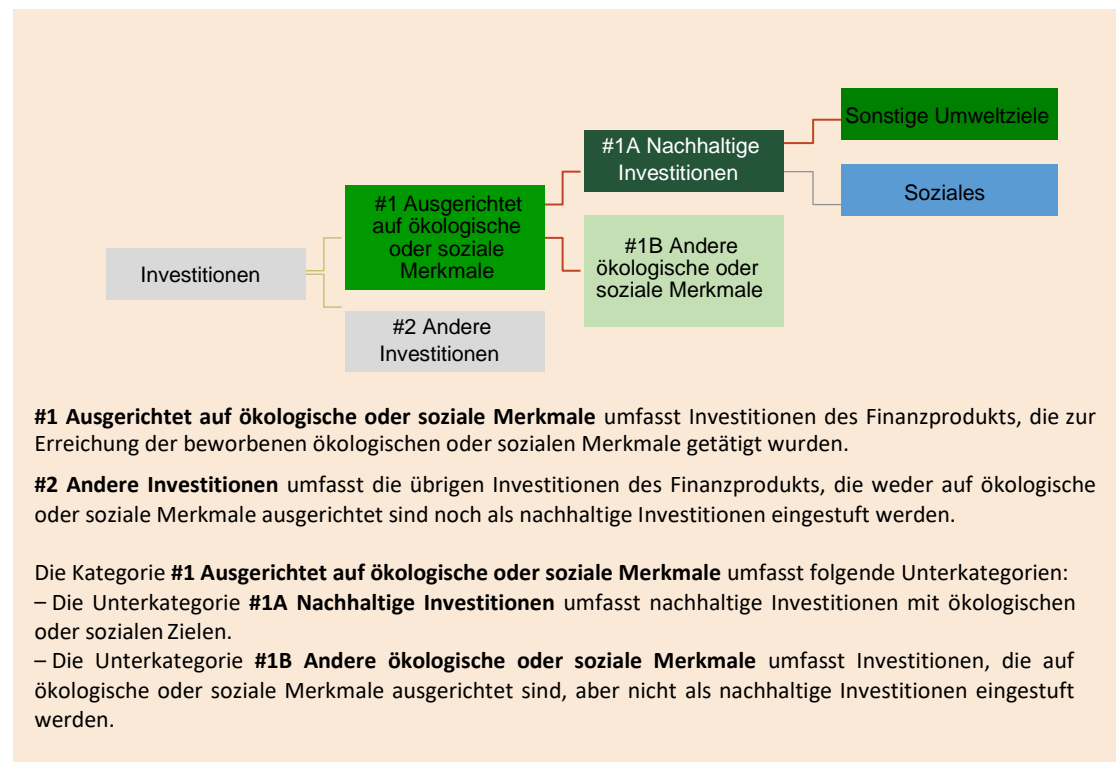 Sonstige Umweltziele
#1A Nachhaltige
Investitionen
Soziales
#1 Ausgerichtet
auf ökologische
oder soziale
Merkmale
#1B Andere
ökologische oder
soziale Merkmale
Investitionen
#2 Andere
Investitionen
#1 Ausgerichtet auf ökologische oder soziale Merkmale umfasst Investitionen des Finanzprodukts, die zur
Erreichung der beworbenen ökologischen oder sozialen Merkmale getätigt wurden.
#2 Andere Investitionen umfasst die übrigen Investitionen des Finanzprodukts, die weder auf ökologische
oder soziale Merkmale ausgerichtet sind noch als nachhaltige Investitionen eingestuft werden.
Die Kategorie #1 Ausgerichtet auf ökologische oder soziale Merkmale umfasst folgende Unterkategorien:
– Die Unterkategorie #1A Nachhaltige Investitionen umfasst nachhaltige Investitionen mit ökologischen
oder sozialen Zielen.
– Die Unterkategorie #1B Andere ökologische oder soziale Merkmale umfasst Investitionen, die auf
ökologische oder soziale Merkmale ausgerichtet sind, aber nicht als nachhaltige Investitionen eingestuft
werden.